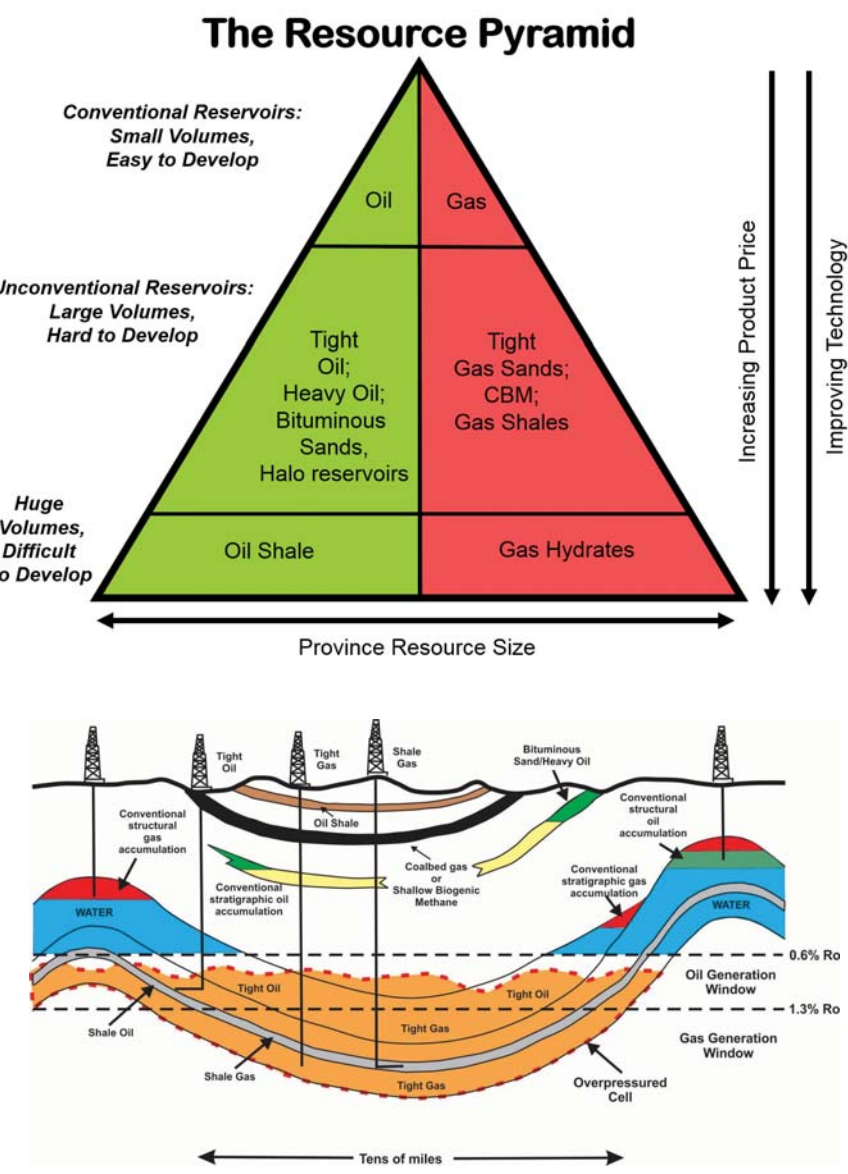 The Resource Pyramid
Conventional Reservoirs:
Small Volumes,
Easy to Develop
Oil
Gas
Unconventional Reservoirs:
Large Volumes,
Hard to Develop
Tight
Oil;
Heavy Oil;
Bituminous
Sands,
Halo reservoirs
Tight
Gas Sands;
CBM;
Gas Shales
Huge
Volumes,
Difficult
to Develop
Oil Shale
Gas Hydrates
Increasing Product Price
Improving Technology
Province Resource Size
Tight
Oil
Tight
Gas
Shale
Gas
Bituminous
Sand/Heavy Oil
Conventional
structural
gas
accumulation
Oil Shale
Conventional
structural
oil
accumulation
Coalbed gas
or
Shallow Biogenic
Methane
Conventional
stratigraphic oil
accumulation
Conventional
stratigraphic gas
accumulation
WATER
WATER
0.6% Ro
Oil Generation
Window
Tight Oil
Tight Oil
1.3% Ro
Shale Oil
Tight Gas
Gas Generation
Window
Shale Gas
Tight Gas
Overpressured
Cell
Tens of miles